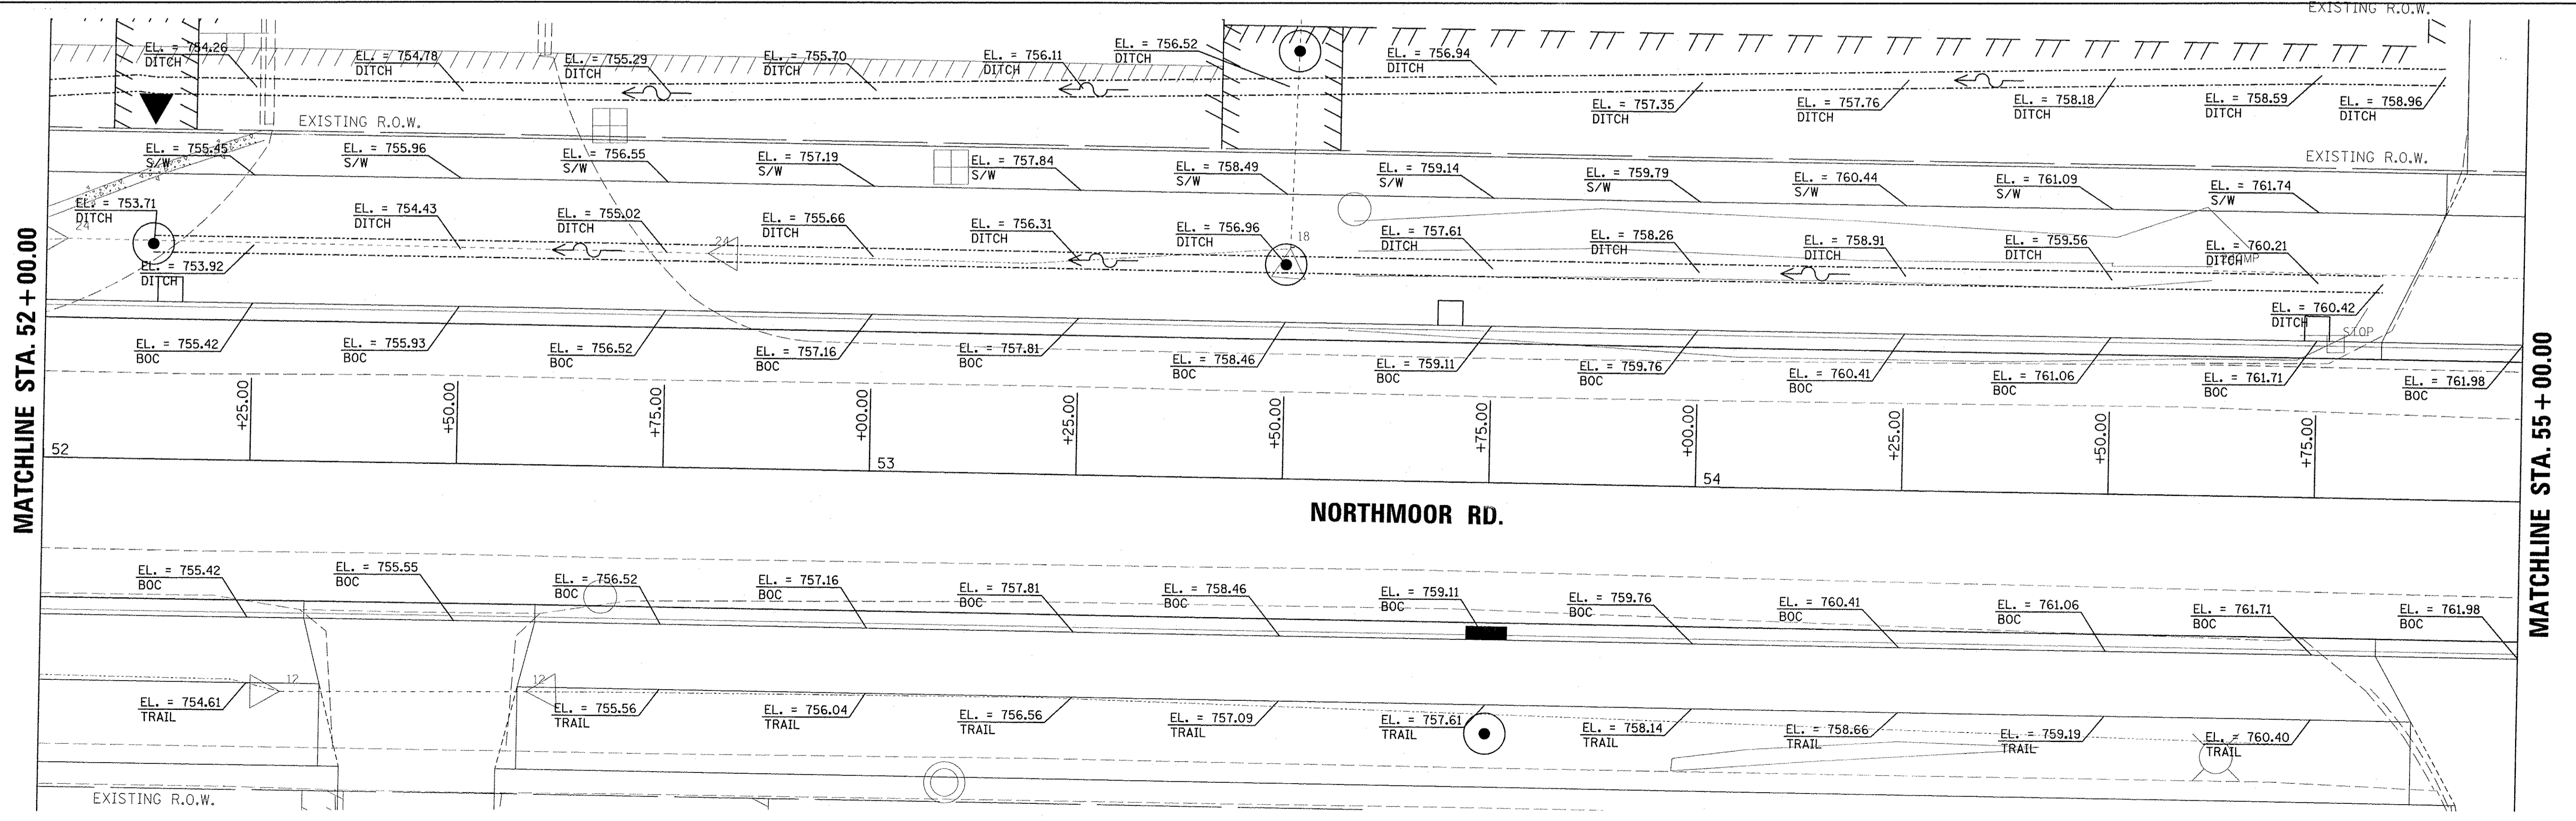 EXISTING R.O.W.
EL. = 754.26
DITCH
EL. = 754.78
DITCH
EL. = 755.29
DITCH
EL. = 755.70
DITCH
EL. = 756.11
DITCH
EL. = 756.52
DITCH
EL. = 756.94
DITCH
EL. = 757.35
DITCH
EL. = 757.76
DITCH
EL. = 758.18
DITCH
EL. = 758.59
DITCH
EL. = 758.96
DITCH
EXISTING R.O.W.
EXISTING R.O.W.
EL. = 755.45
S/W
EL. = 755.96
S/W
EL. = 756.55
S/W
EL. = 757.19
S/W
EL. = 757.84
S/W
EL. = 758.49
S/W
EL. = 759.14
S/W
EL. = 759.79
S/W
EL. = 760.44
S/W
EL. = 761.09
S/W
EL. = 761.74
S/W
EL. = 753.71
DITCH
24
EL. = 753.92
DITCH
EL. = 754.43
DITCH
EL. = 755.02
DITCH
24
EL. = 755.66
DITCH
EL. = 756.31
DITCH
EL. = 756.96
DITCH
18
EL. = 757.61
DITCH
EL. = 758.26
DITCH
EL. = 758.91
DITCH
EL. = 759.56
DITCH
EL. = 760.21
DITCH
EL. = 760.42
DITCH
STOP
EL. = 755.42
BOC
EL. = 755.93
BOC
EL. = 756.52
BOC
EL. = 757.16
BOC
EL. = 757.81
BOC
EL. = 758.46
BOC
EL. = 759.11
BOC
EL. = 759.76
BOC
EL. = 760.41
BOC
EL. = 761.06
BOC
EL. = 761.71
BOC
EL. = 761.98
BOC
MATCHLINE STA. 52+00.00
52
+25.00
+50.00
+75.00
+00.00
53
+25.00
+50.00
+75.00
+00.00
54
+25.00
+50.00
+75.00
MATCHLINE STA. 55+00.00
NORTHMOOR RD.
EL. = 755.42
BOC
EL. = 755.55
BOC
EL. = 756.52
BOC
EL. = 757.16
BOC
EL. = 757.81
BOC
EL. = 758.46
BOC
EL. = 759.11
BOC
EL. = 759.76
BOC
EL. = 760.41
BOC
EL. = 761.06
BOC
EL. = 761.71
BOC
EL. = 761.98
BOC
12
12
EL. = 754.61
TRAIL
EL. = 755.56
TRAIL
EL. = 756.04
TRAIL
EL. = 756.56
TRAIL
EL. = 757.09
TRAIL
EL. = 757.61
TRAIL
EL. = 758.14
TRAIL
EL. = 758.66
TRAIL
EL. = 759.19
TRAIL
EL. = 760.40
TRAIL
EXISTING R.O.W.